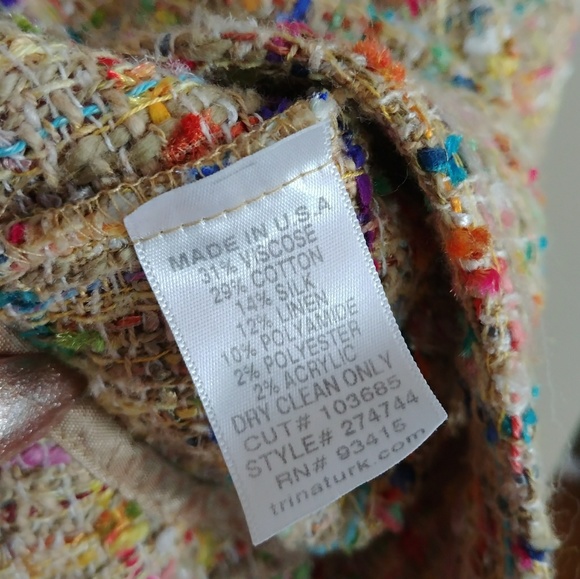 MADE IN U.S.A
31% VISCOSE
29% COTTON
14% SILK
12% LINEN
10% POLYAMIDE
2% POLYESTER
2% ACRYLIC
DRY CLEAN ONLY
CUT# 103685
STYLE# 274744
RN# 93415
trinaturk.com